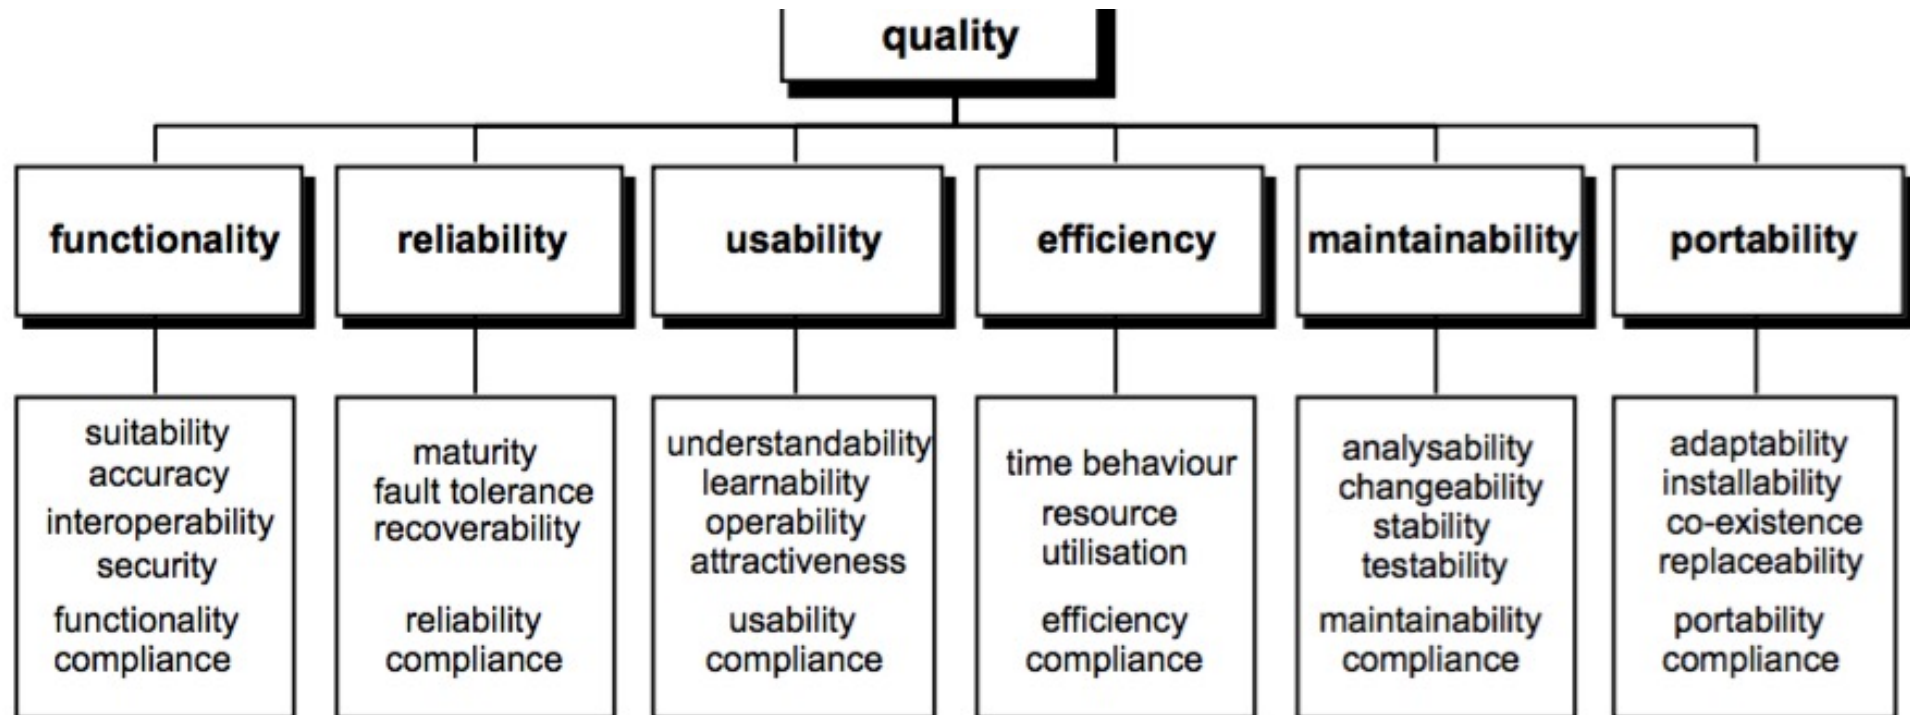 quality
functionality
reliability
usability
efficiency
maintainability
portability
suitability
accuracy
interoperability
security
functionality
compliance
maturity
fault tolerance
recoverability
reliability
compliance
understandability
learnability
operability
attractiveness
usability
compliance
time behaviour
resource
utilisation
efficiency
compliance
analysability
changeability
stability
testability
maintainability
compliance
adaptability
installability
co-existence
replaceability
portability
compliance